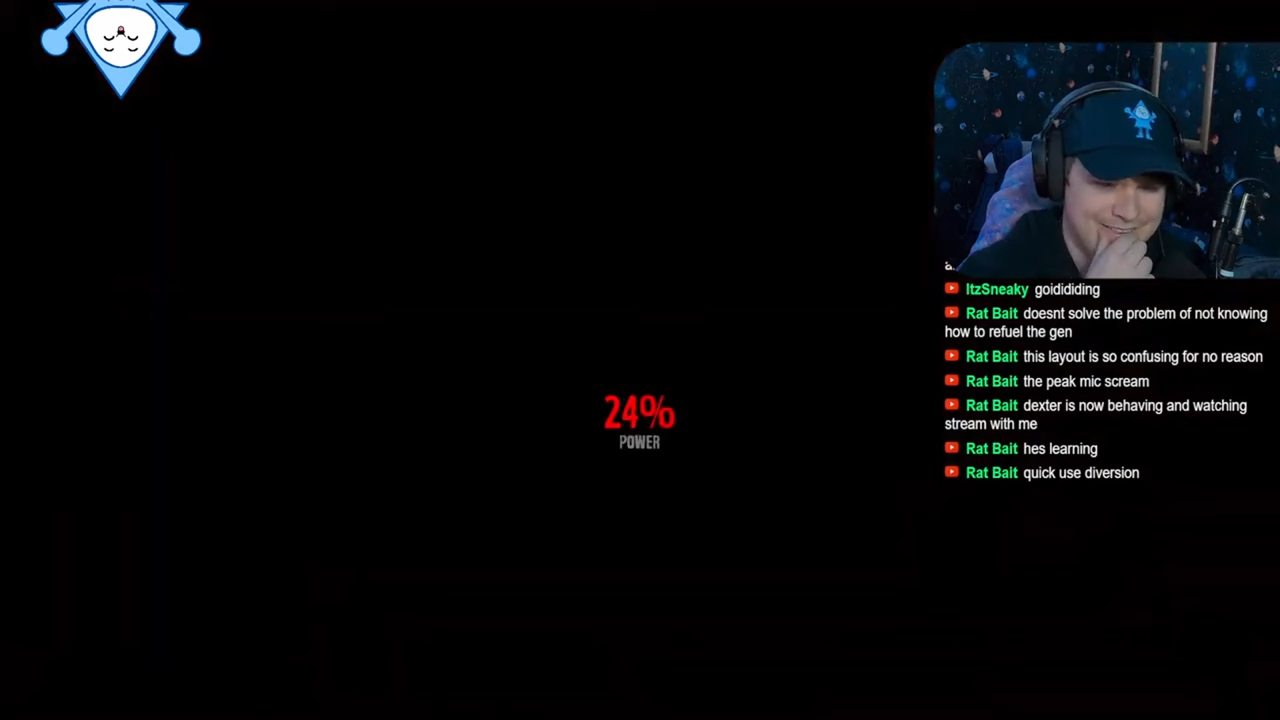 24%
POWER
ItzSneaky goidididing
Rat Bait doesnt solve the problem of not knowing
how to refuel the gen
Rat Bait this layout is so confusing for no reason
Rat Bait the peak mic scream
Rat Bait dexter is now behaving and watching
stream with me
Rat Bait hes learning
Rat Bait quick use diversion